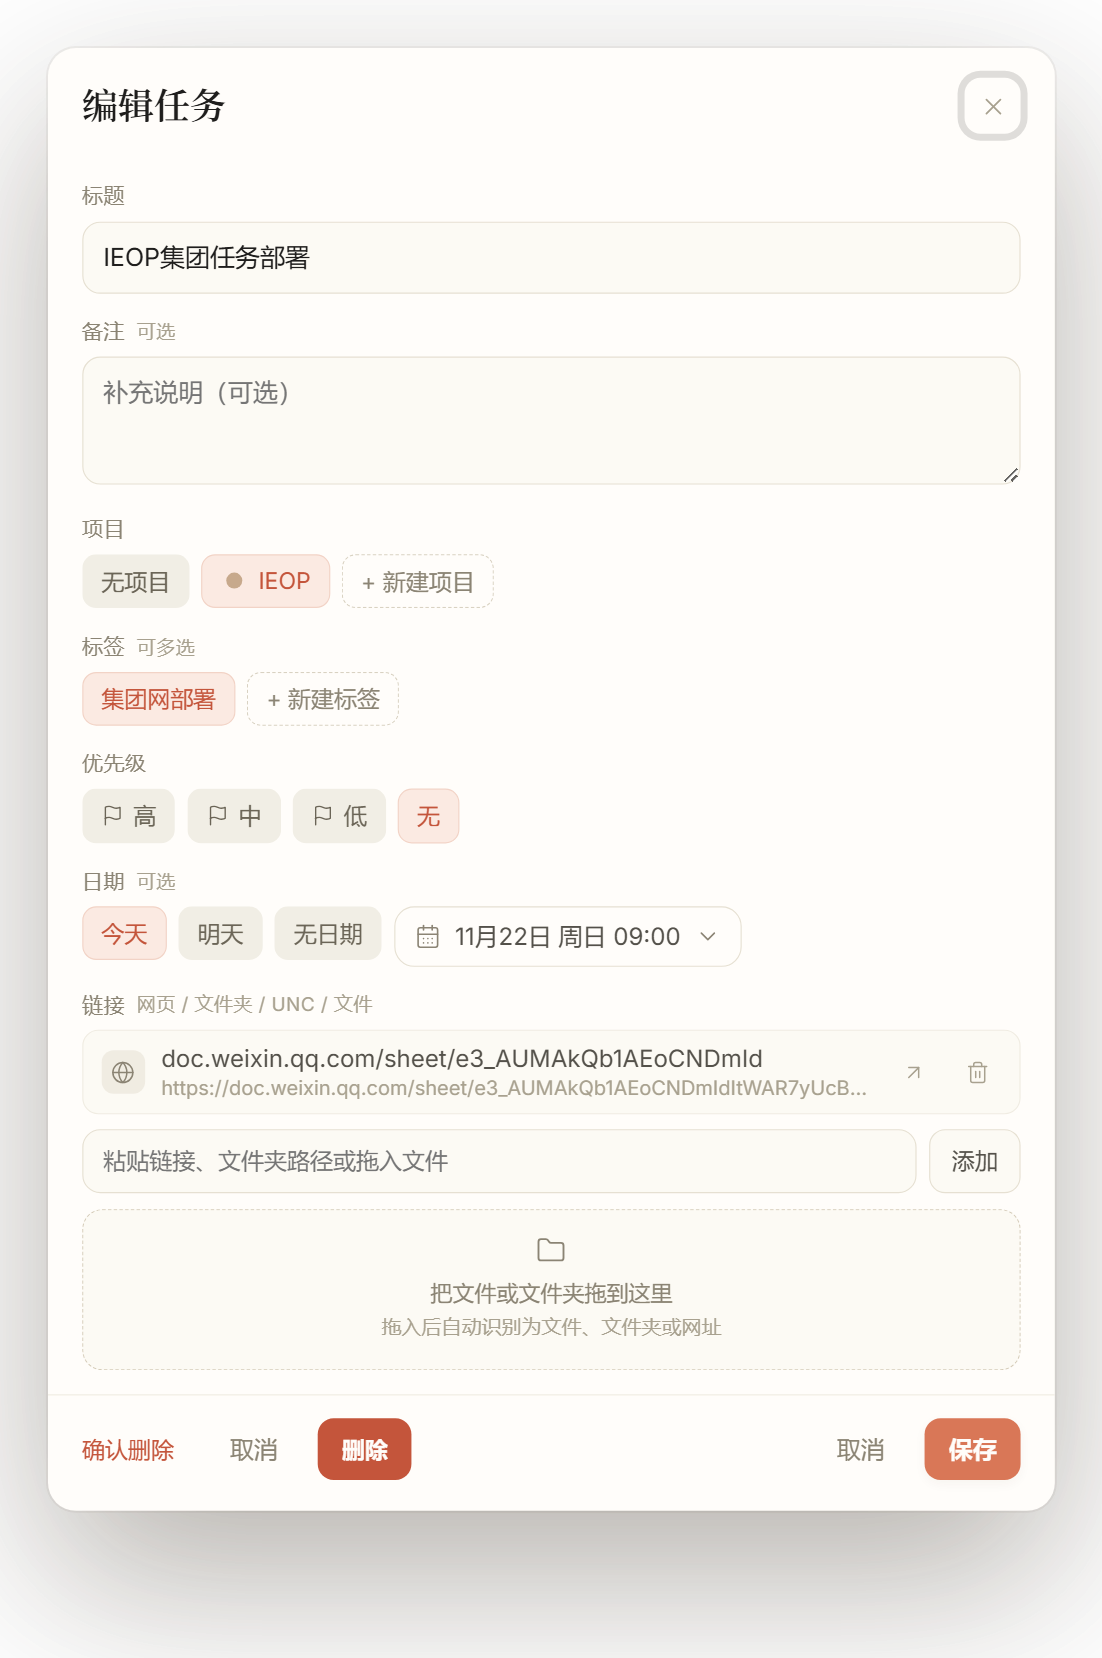 编辑任务
标题
IEOP集团任务部署
备注 可选
补充说明（可选）
项目
无项目 IEOP + 新建项目
标签 可多选
集团网部署 + 新建标签
优先级
高 中 低 无
日期 可选
今天 明天 无日期 11月22日 周日 09:00
链接 网页 / 文件夹 / UNC / 文件
doc.weixin.qq.com/sheet/e3_AUMAkQb1AEoCNDmId
https://doc.weixin.qq.com/sheet/e3_AUMAkQb1AEoCNDmIdItWAR7yUcB...
粘贴链接、文件夹路径或拖入文件 添加
把文件或文件夹拖到这里
拖入后自动识别为文件、文件夹或网址
确认删除 取消 删除 取消 保存